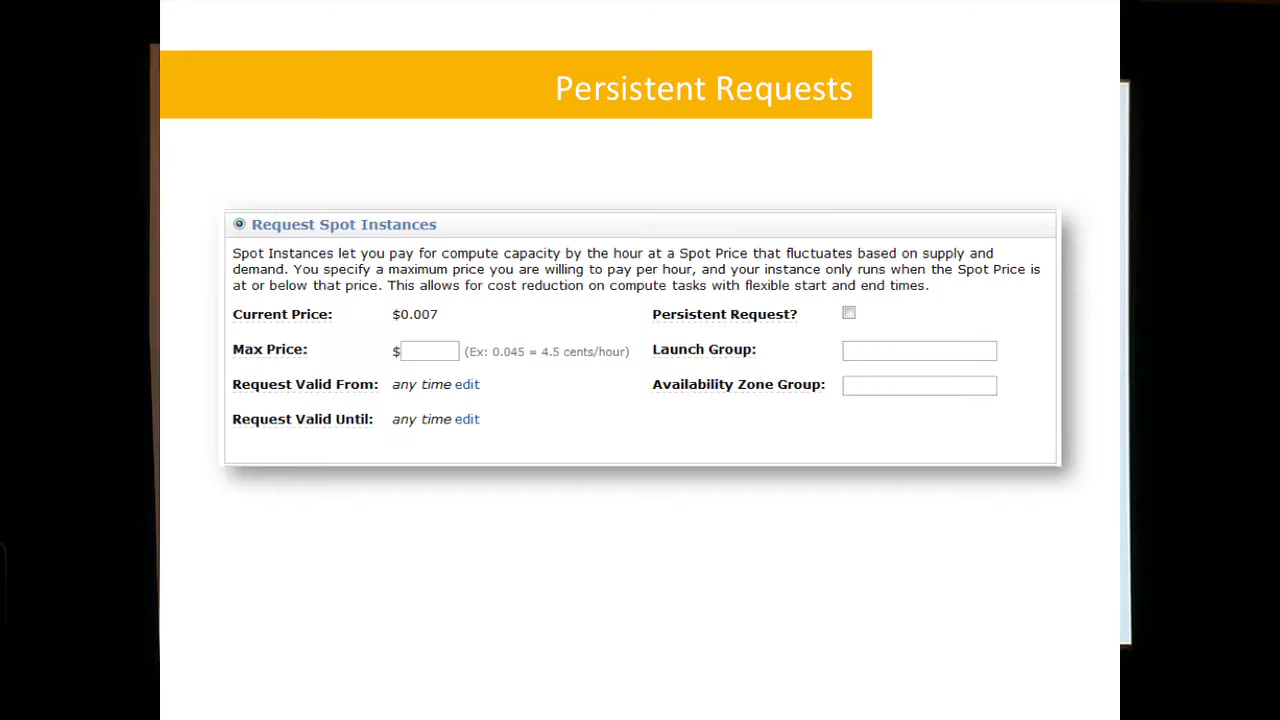 Persistent Requests
Request Spot Instances
Spot Instances let you pay for compute capacity by the hour at a Spot Price that fluctuates based on supply and
demand. You specify a maximum price you are willing to pay per hour, and your instance only runs when the Spot Price is
at or below that price. This allows for cost reduction on compute tasks with flexible start and end times.
Current Price: $0.007 Persistent Request?
Max Price: $ (Ex: 0.045 = 4.5 cents/hour) Launch Group:
Request Valid From: any time edit Availability Zone Group:
Request Valid Until: any time edit